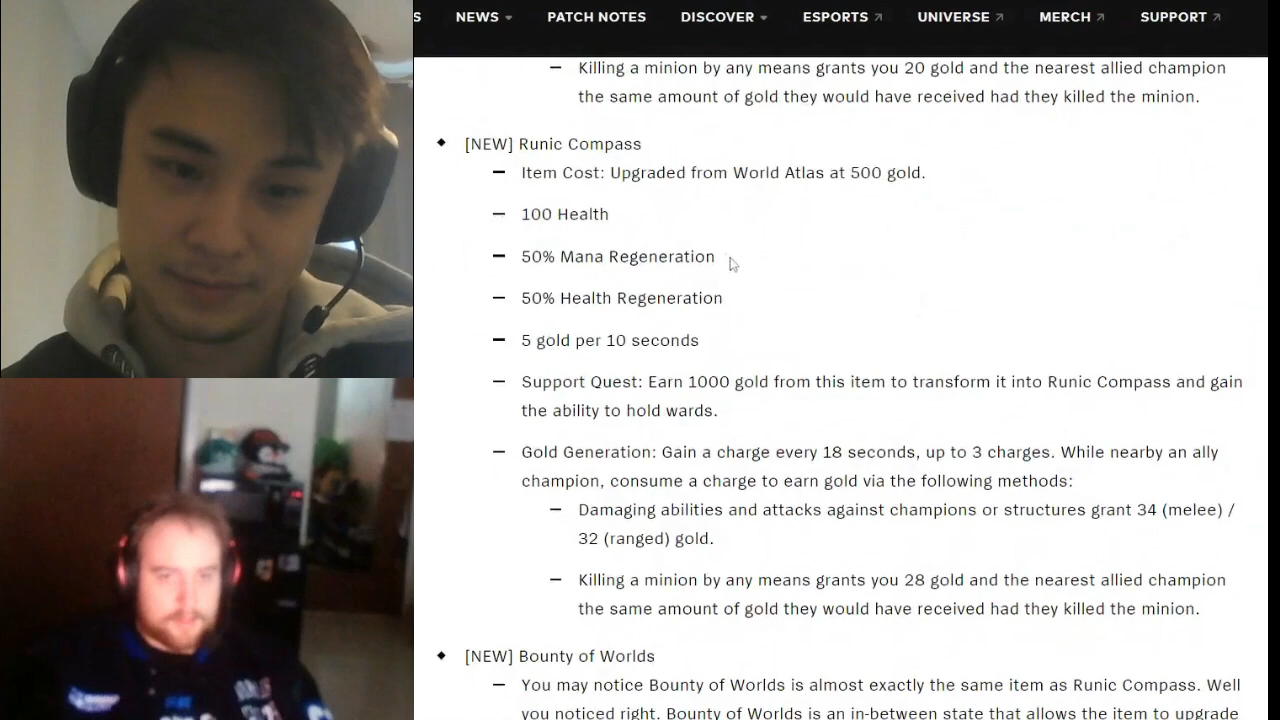 S NEWS PATCH NOTES DISCOVER ESPORTS UNIVERSE MERCH SUPPORT
– Killing a minion by any means grants you 20 gold and the nearest allied champion
the same amount of gold they would have received had they killed the minion.
◆ [NEW] Runic Compass
– Item Cost: Upgraded from World Atlas at 500 gold.
– 100 Health
– 50% Mana Regeneration
– 50% Health Regeneration
– 5 gold per 10 seconds
– Support Quest: Earn 1000 gold from this item to transform it into Runic Compass and gain
the ability to hold wards.
– Gold Generation: Gain a charge every 18 seconds, up to 3 charges. While nearby an ally
champion, consume a charge to earn gold via the following methods:
– Damaging abilities and attacks against champions or structures grant 34 (melee) /
32 (ranged) gold.
– Killing a minion by any means grants you 28 gold and the nearest allied champion
the same amount of gold they would have received had they killed the minion.
◆ [NEW] Bounty of Worlds
– You may notice Bounty of Worlds is almost exactly the same item as Runic Compass. Well
you noticed right. Bounty of Worlds is an in-between state that allows the item to upgrade